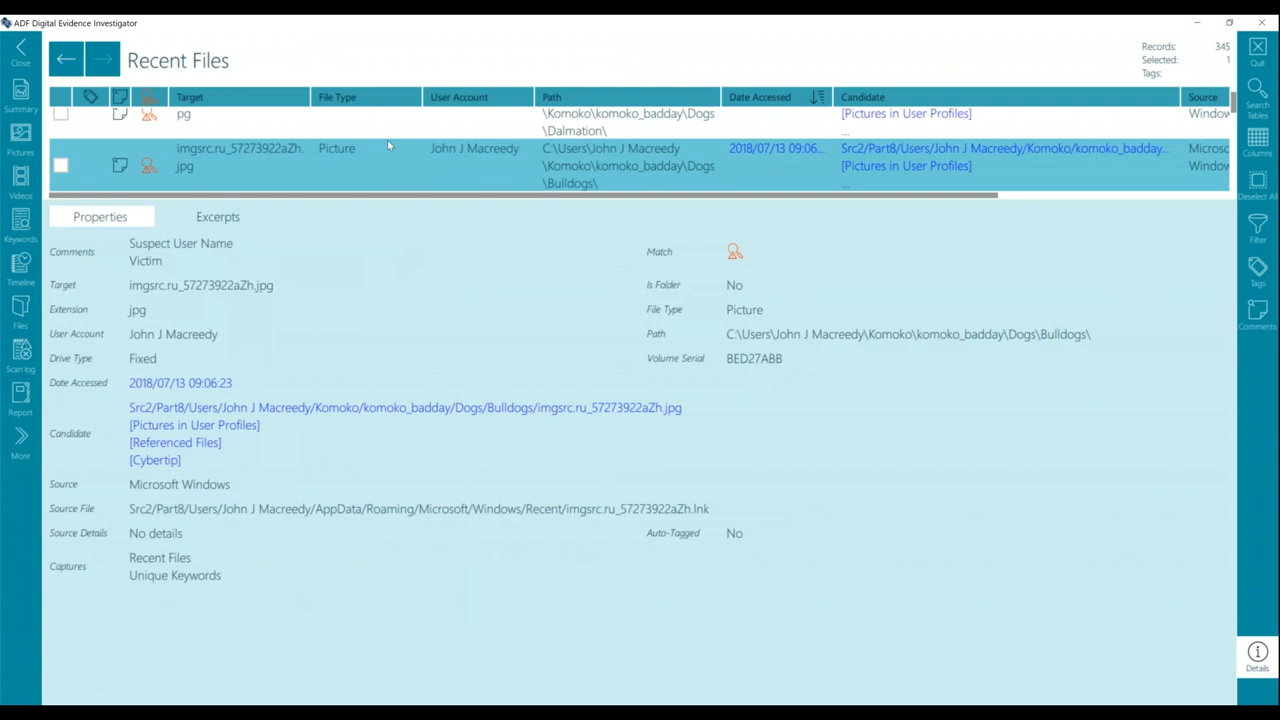 ADF Digital Evidence Investigator
Close
Summary
Pictures
Videos
Keywords
Timeline
Files
Scan log
Report
More
Recent Files
Records: 345
Selected: 1
Tags:
Target File Type User Account Path Date Accessed Candidate Source
pg \Komoko\komoko_badday\Dogs [Pictures in User Profiles] Window
\Dalmation\ ...
imgsrc.ru_57273922aZh. Picture John J Macreedy C:\Users\John J Macreedy 2018/07/13 09:06... Src2/Part8/Users/John J Macreedy/Komoko/komoko_badday... Microsc
jpg \Komoko\komoko_badday\Dogs [Pictures in User Profiles] Window
\Bulldogs\ ...
Properties Excerpts
Comments Suspect User Name
Victim
Match
Target imgsrc.ru_57273922aZh.jpg Is Folder No
Extension jpg File Type Picture
User Account John J Macreedy Path C:\Users\John J Macreedy\Komoko\komoko_badday\Dogs\Bulldogs\
Drive Type Fixed Volume Serial BED27ABB
Date Accessed 2018/07/13 09:06:23
Candidate Src2/Part8/Users/John J Macreedy/Komoko/komoko_badday/Dogs/Bulldogs/imgsrc.ru_57273922aZh.jpg
[Pictures in User Profiles]
[Referenced Files]
[Cybertip]
Source Microsoft Windows
Source File Src2/Part8/Users/John J Macreedy/AppData/Roaming/Microsoft/Windows/Recent/imgsrc.ru_57273922aZh.lnk
Source Details No details Auto-Tagged No
Captures Recent Files
Unique Keywords
Quit
Search
Tables
Columns
Deselect All
Filter
Tags
Comments
Details